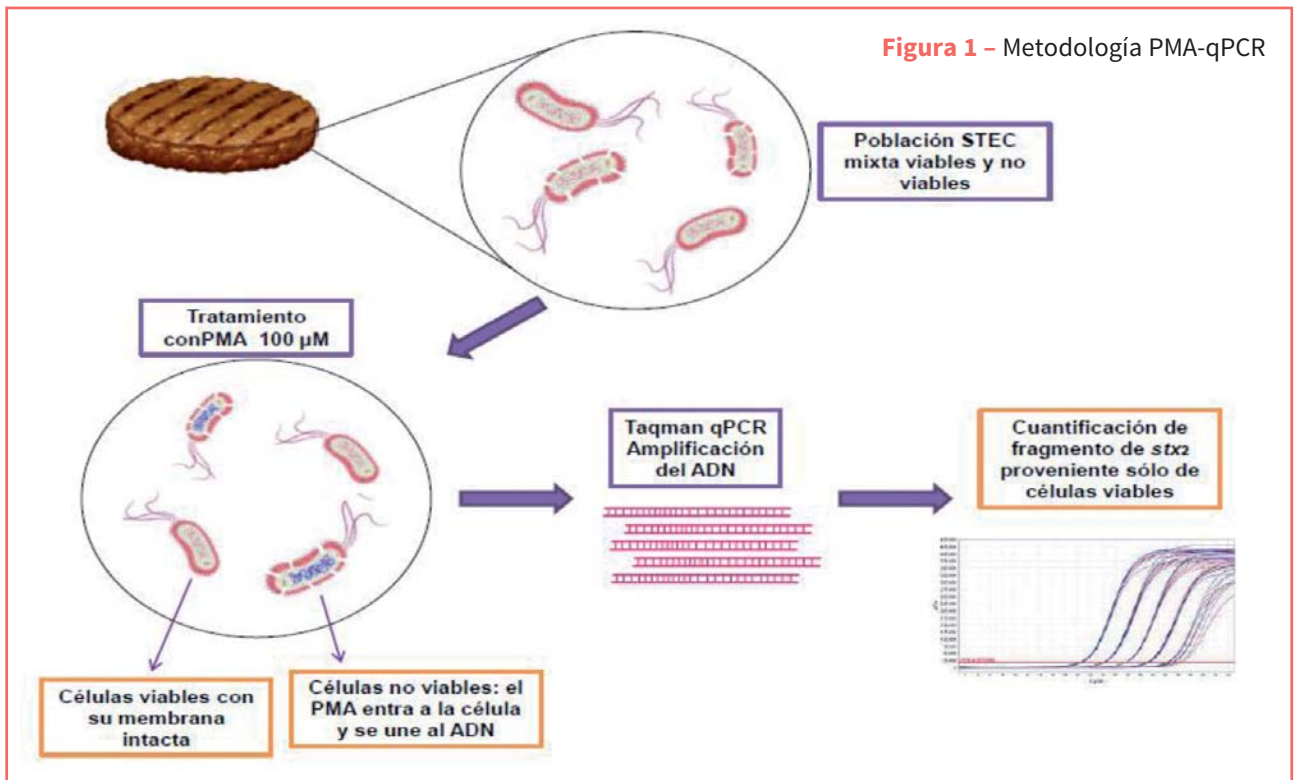 Figura 1 – Metodología PMA-qPCR
Población STEC
mixta viables y no
viables
Tratamiento
conPMA 100 µM
Taqman qPCR
Amplificación
del ADN
Cuantificación de
fragmento de stx2
proveniente sólo de
células viables
Células viables con
su membrana
intacta
Células no viables: el
PMA entra a la célula
y se une al ADN